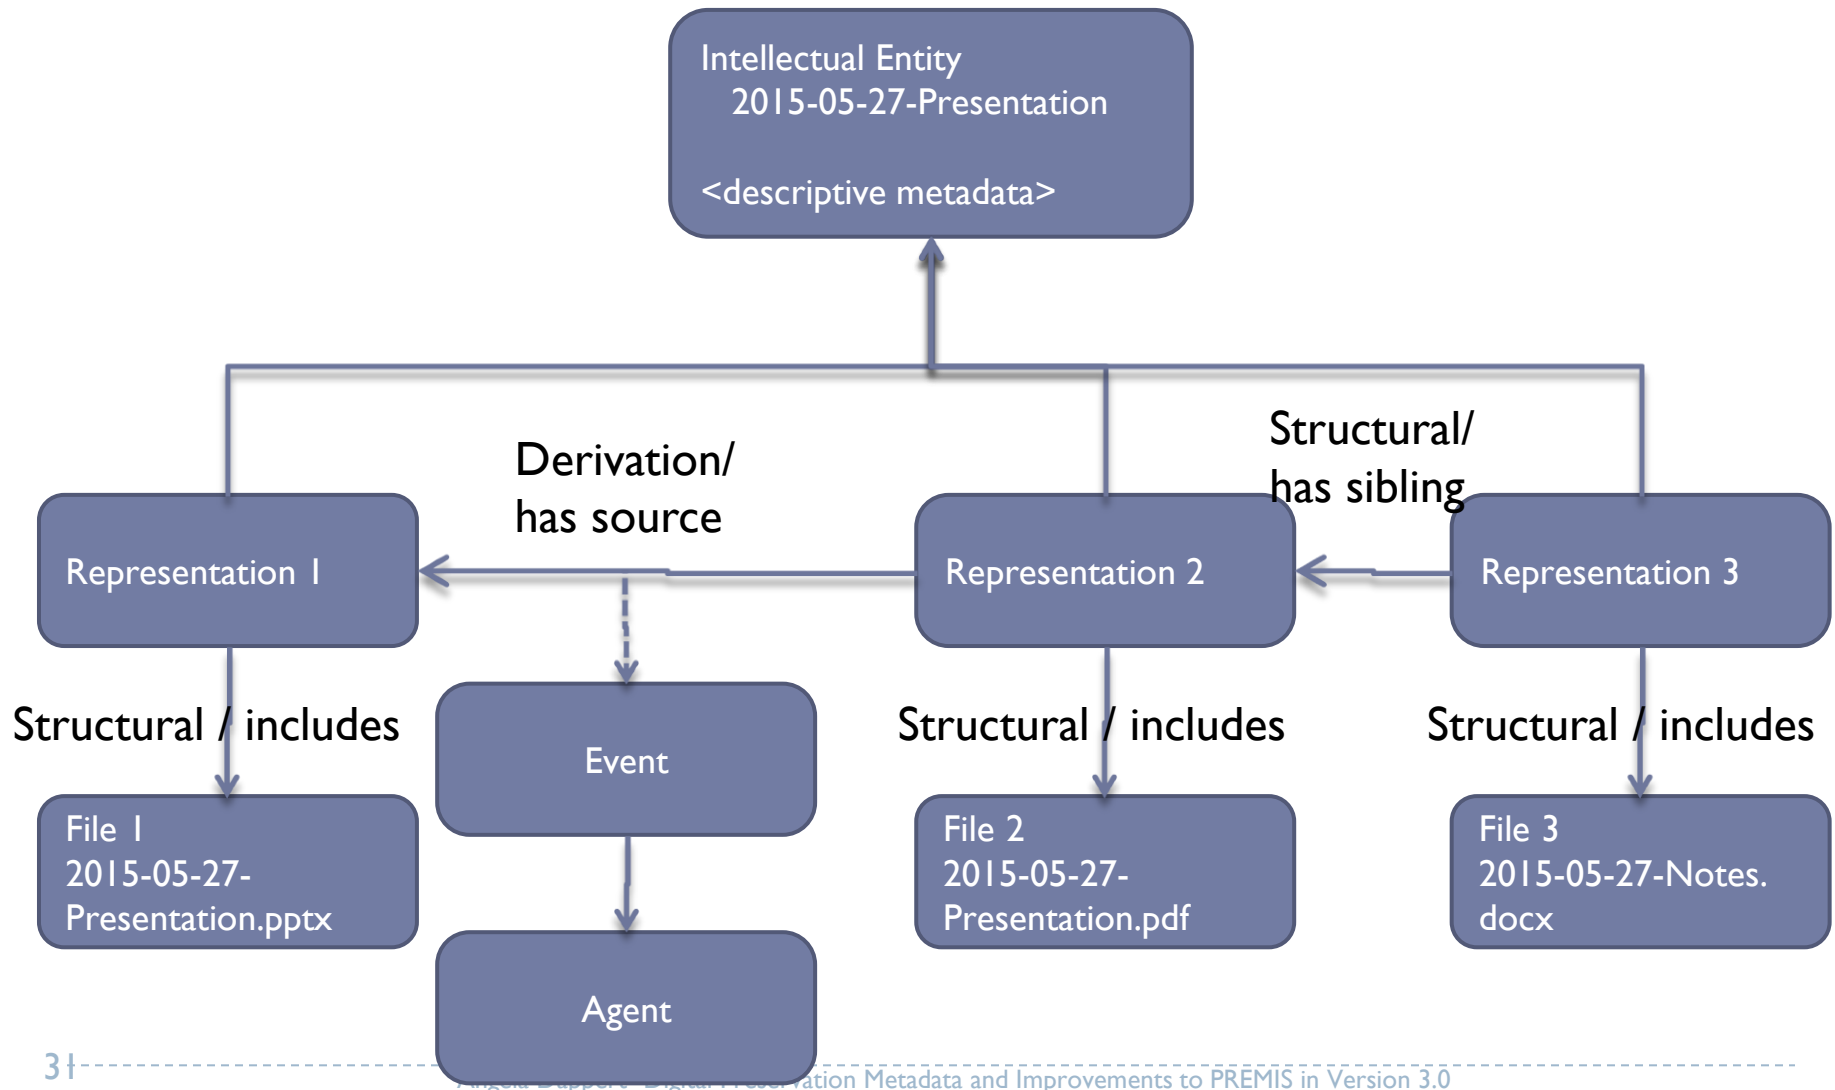 Intellectual Entity
2015-05-27-Presentation
<descriptive metadata>
Derivation/
has source
Structural/
has sibling
Representation 1
Representation 2
Representation 3
Structural / includes
Structural / includes
Structural / includes
Event
File 1
2015-05-27-
Presentation.pptx
File 2
2015-05-27-
Presentation.pdf
File 3
2015-05-27-Notes.
docx
Agent
31
Metadata and Improvements to PREMIS in Version 3.0